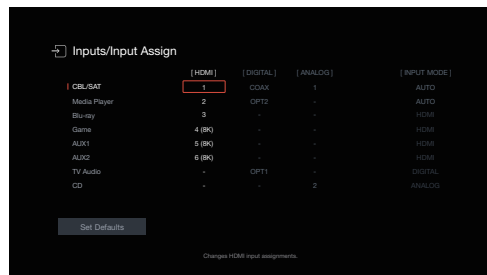 Inputs/Input Assign
[ HDMI ] [ DIGITAL ] [ ANALOG ] [ INPUT MODE ]
CBL/SAT 1 COAX 1 AUTO
Media Player 2 OPT2 - AUTO
Blu-ray 3 - - HDMI
Game 4 (8K) - - HDMI
AUX1 5 (8K) - - HDMI
AUX2 6 (8K) - - HDMI
TV Audio - OPT1 - DIGITAL
CD - - 2 ANALOG
Set Defaults
Changes HDMI input assignments.